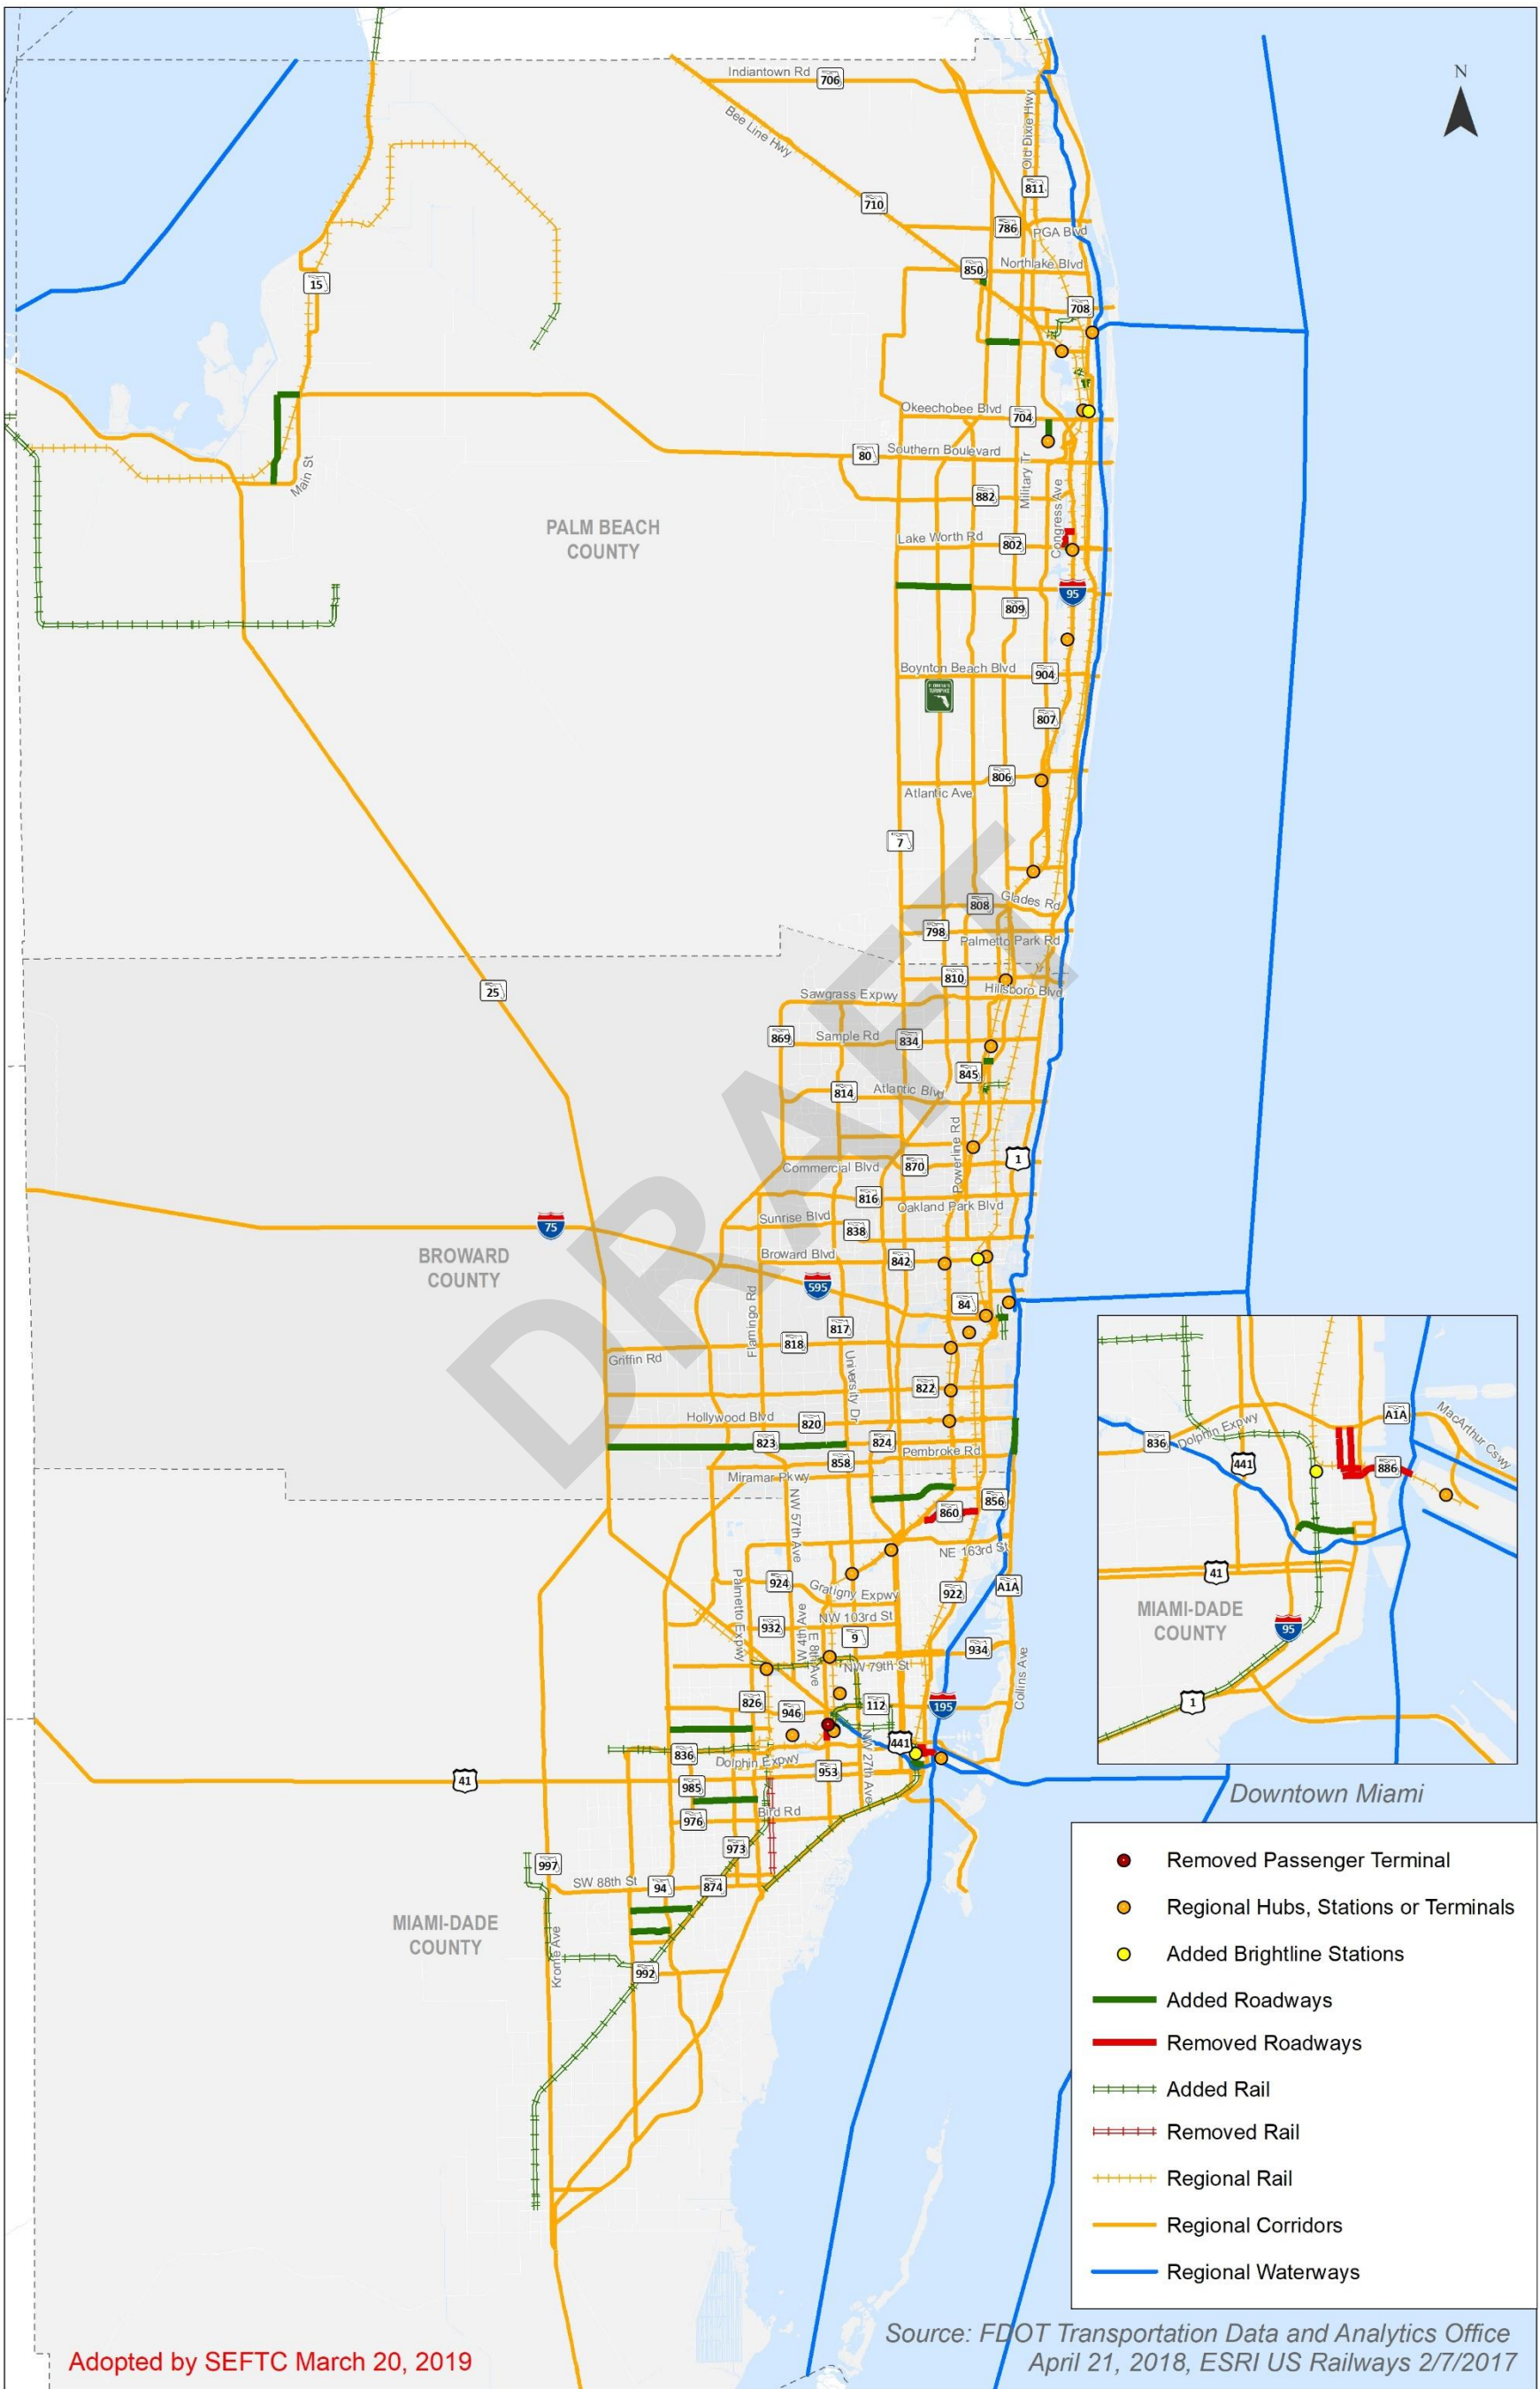 N
Indiantown Rd
706
Bee Line Hwy
Old Dixie Hwy
811
710
786
PGA Blvd
850
Northlake Blvd
15
708
Okeechobee Blvd
704
80
Southern Boulevard
Main St
Military Tr
882
Congress Ave
PALM BEACH
COUNTY
Lake Worth Rd
802
95
809
Boynton Beach Blvd
904
807
806
Atlantic Ave
7
808
Glades Rd
798
Palmetto Park Rd
810
Hillsboro Blvd
25
Sawgrass Expwy
869
Sample Rd
834
845
814
Atlantic Blvd
Powerline Rd
1
Commercial Blvd
870
816
Oakland Park Blvd
Sunrise Blvd
838
75
BROWARD
COUNTY
Broward Blvd
842
595
84
Flamingo Rd
817
818
Griffin Rd
University Dr
822
Hollywood Blvd
820
823
824
Pembroke Rd
858
Miramar Pkwy
NW 57th Ave
856
860
NE 163rd St
924
Gratigny Expwy
922
A1A
Palmetto Expwy
W 4th Ave
E 8th Ave
NW 103rd St
932
9
934
NW 79th St
Collins Ave
826
946
112
195
441
836
Dolphin Expwy
NW 27th Ave
953
41
985
976
Bird Rd
973
997
SW 88th St
94
874
MIAMI-DADE
COUNTY
Krome Ave
992
DRAFT
A1A
MacArthur Cswy
836
Dolphin Expwy
441
886
41
MIAMI-DADE
COUNTY
95
1
Downtown Miami
Removed Passenger Terminal
Regional Hubs, Stations or Terminals
Added Brightline Stations
Added Roadways
Removed Roadways
Added Rail
Removed Rail
Regional Rail
Regional Corridors
Regional Waterways
Source: FDOT Transportation Data and Analytics Office
April 21, 2018, ESRI US Railways 2/7/2017
Adopted by SEFTC March 20, 2019